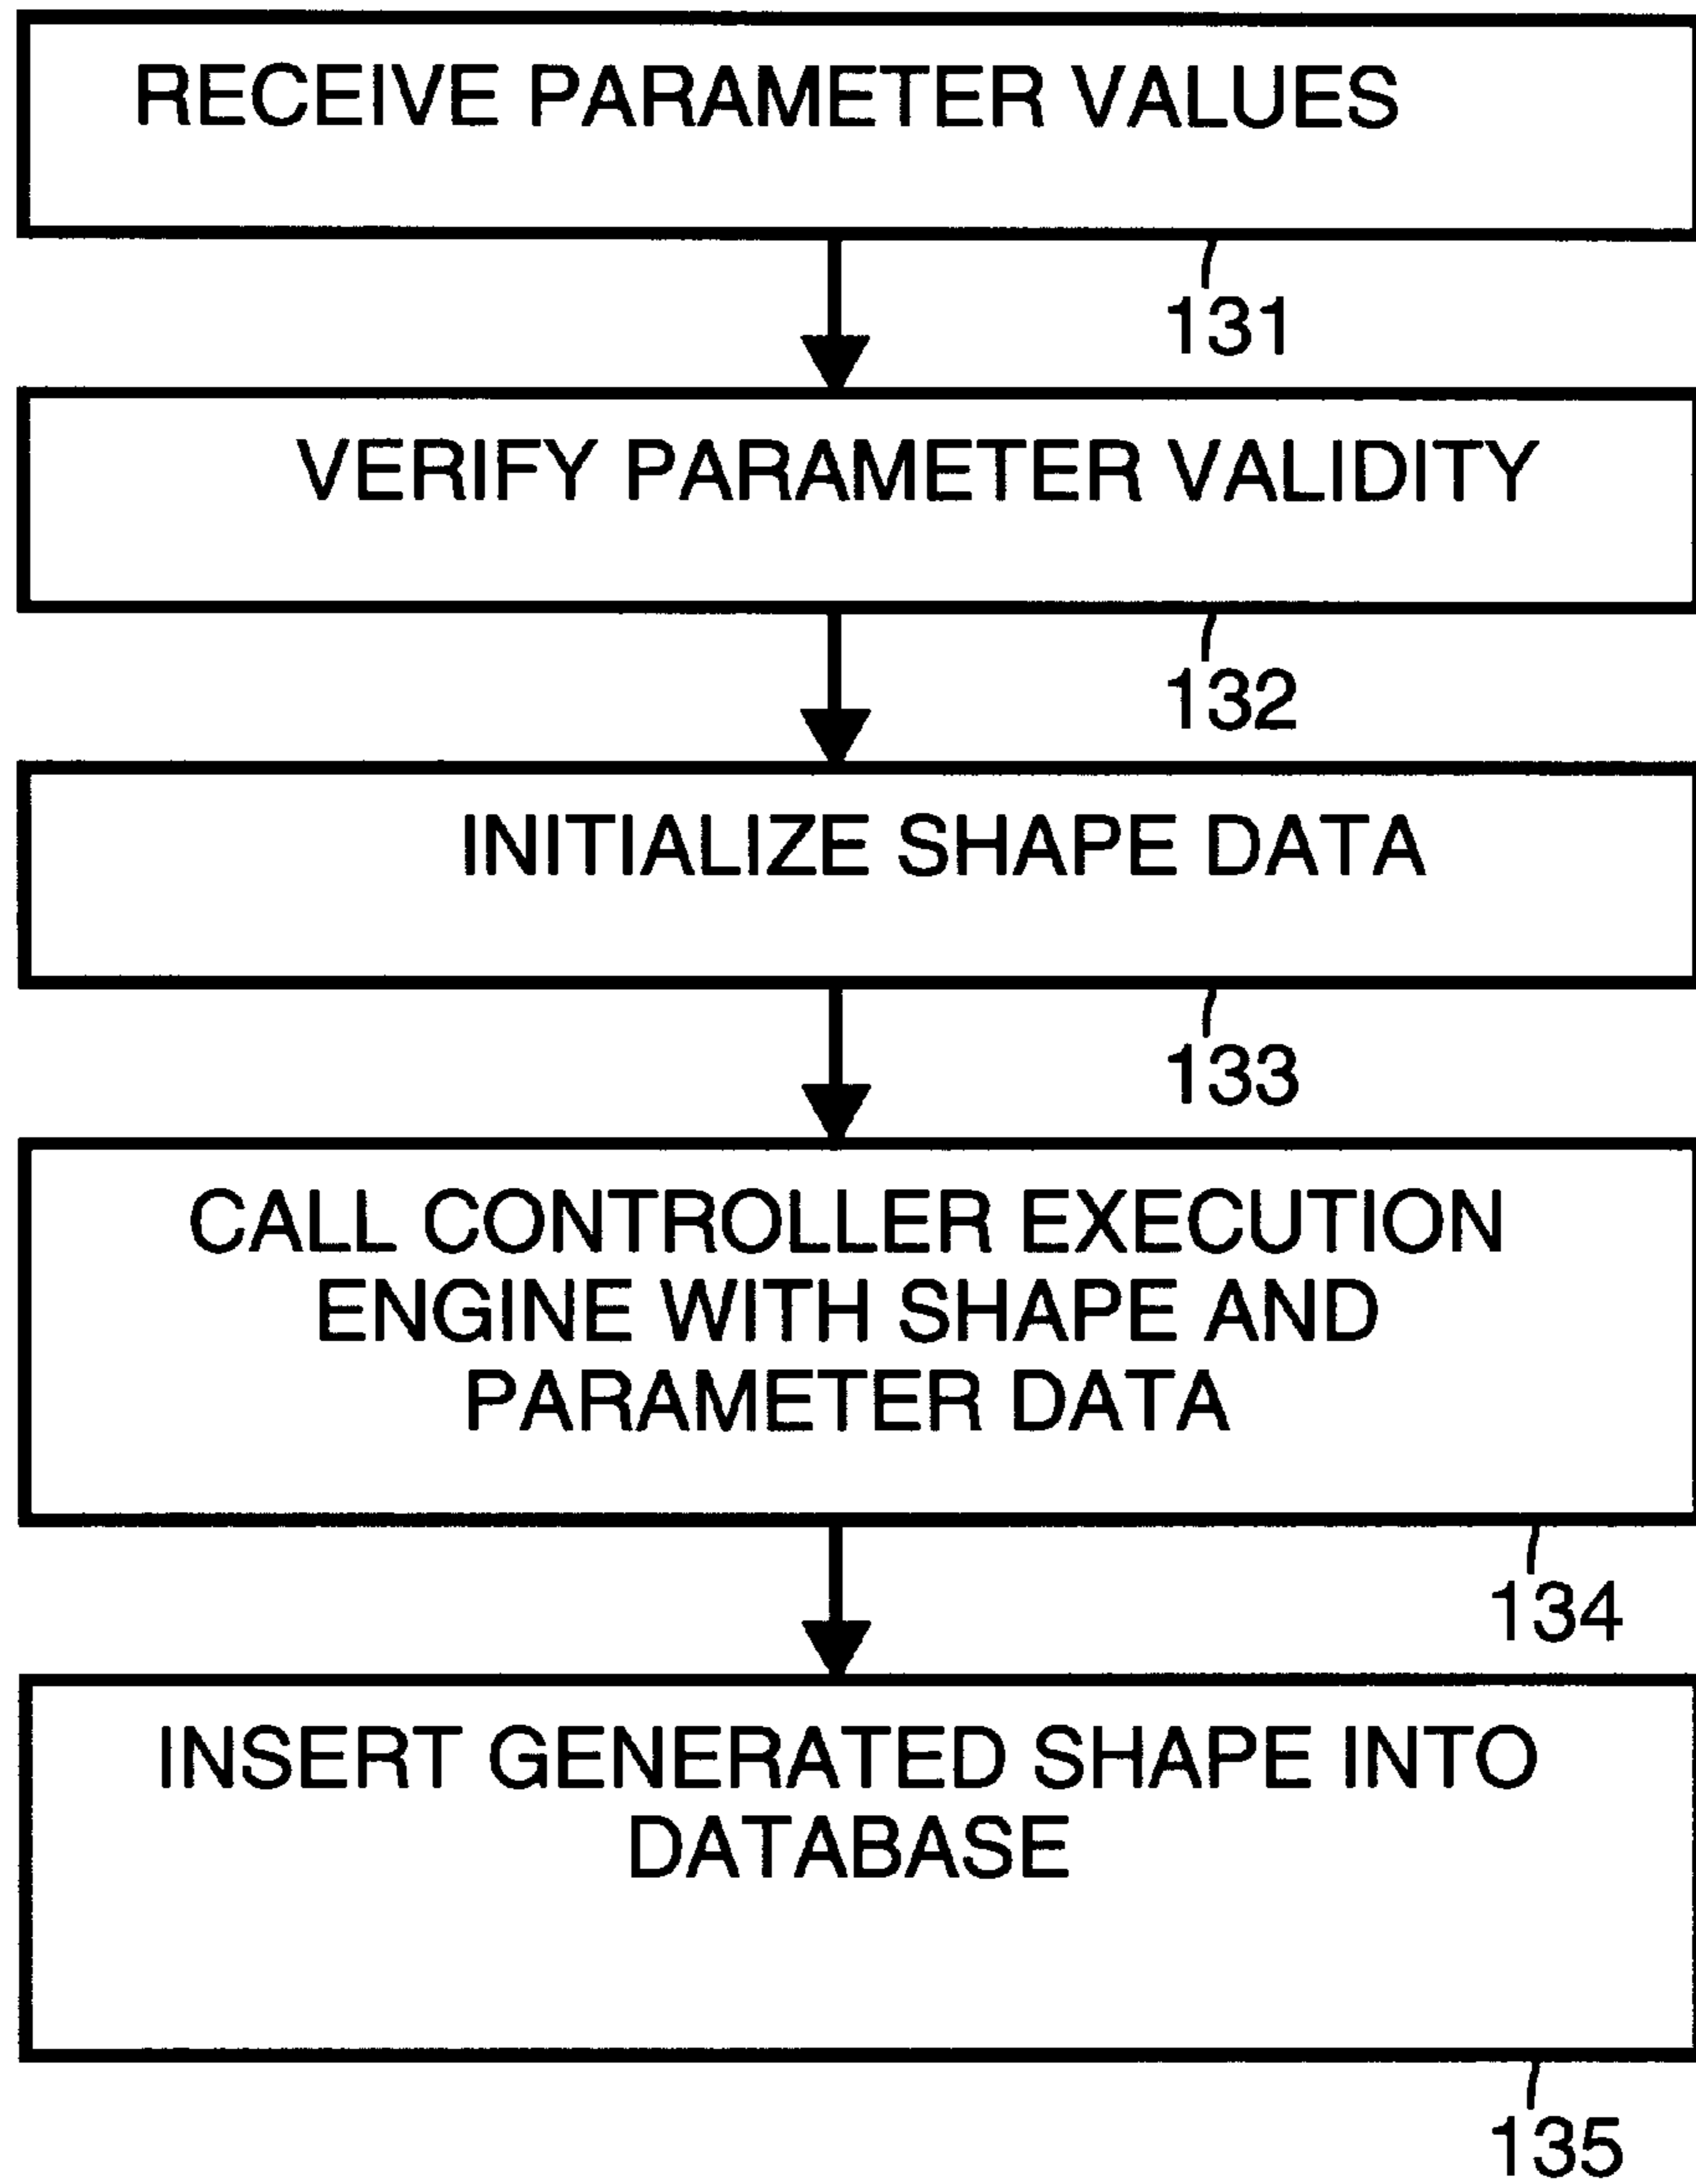 RECEIVE PARAMETER VALUES
131
VERIFY PARAMETER VALIDITY
132
INITIALIZE SHAPE DATA
133
CALL CONTROLLER EXECUTION
ENGINE WITH SHAPE AND
PARAMETER DATA
134
INSERT GENERATED SHAPE INTO
DATABASE
135